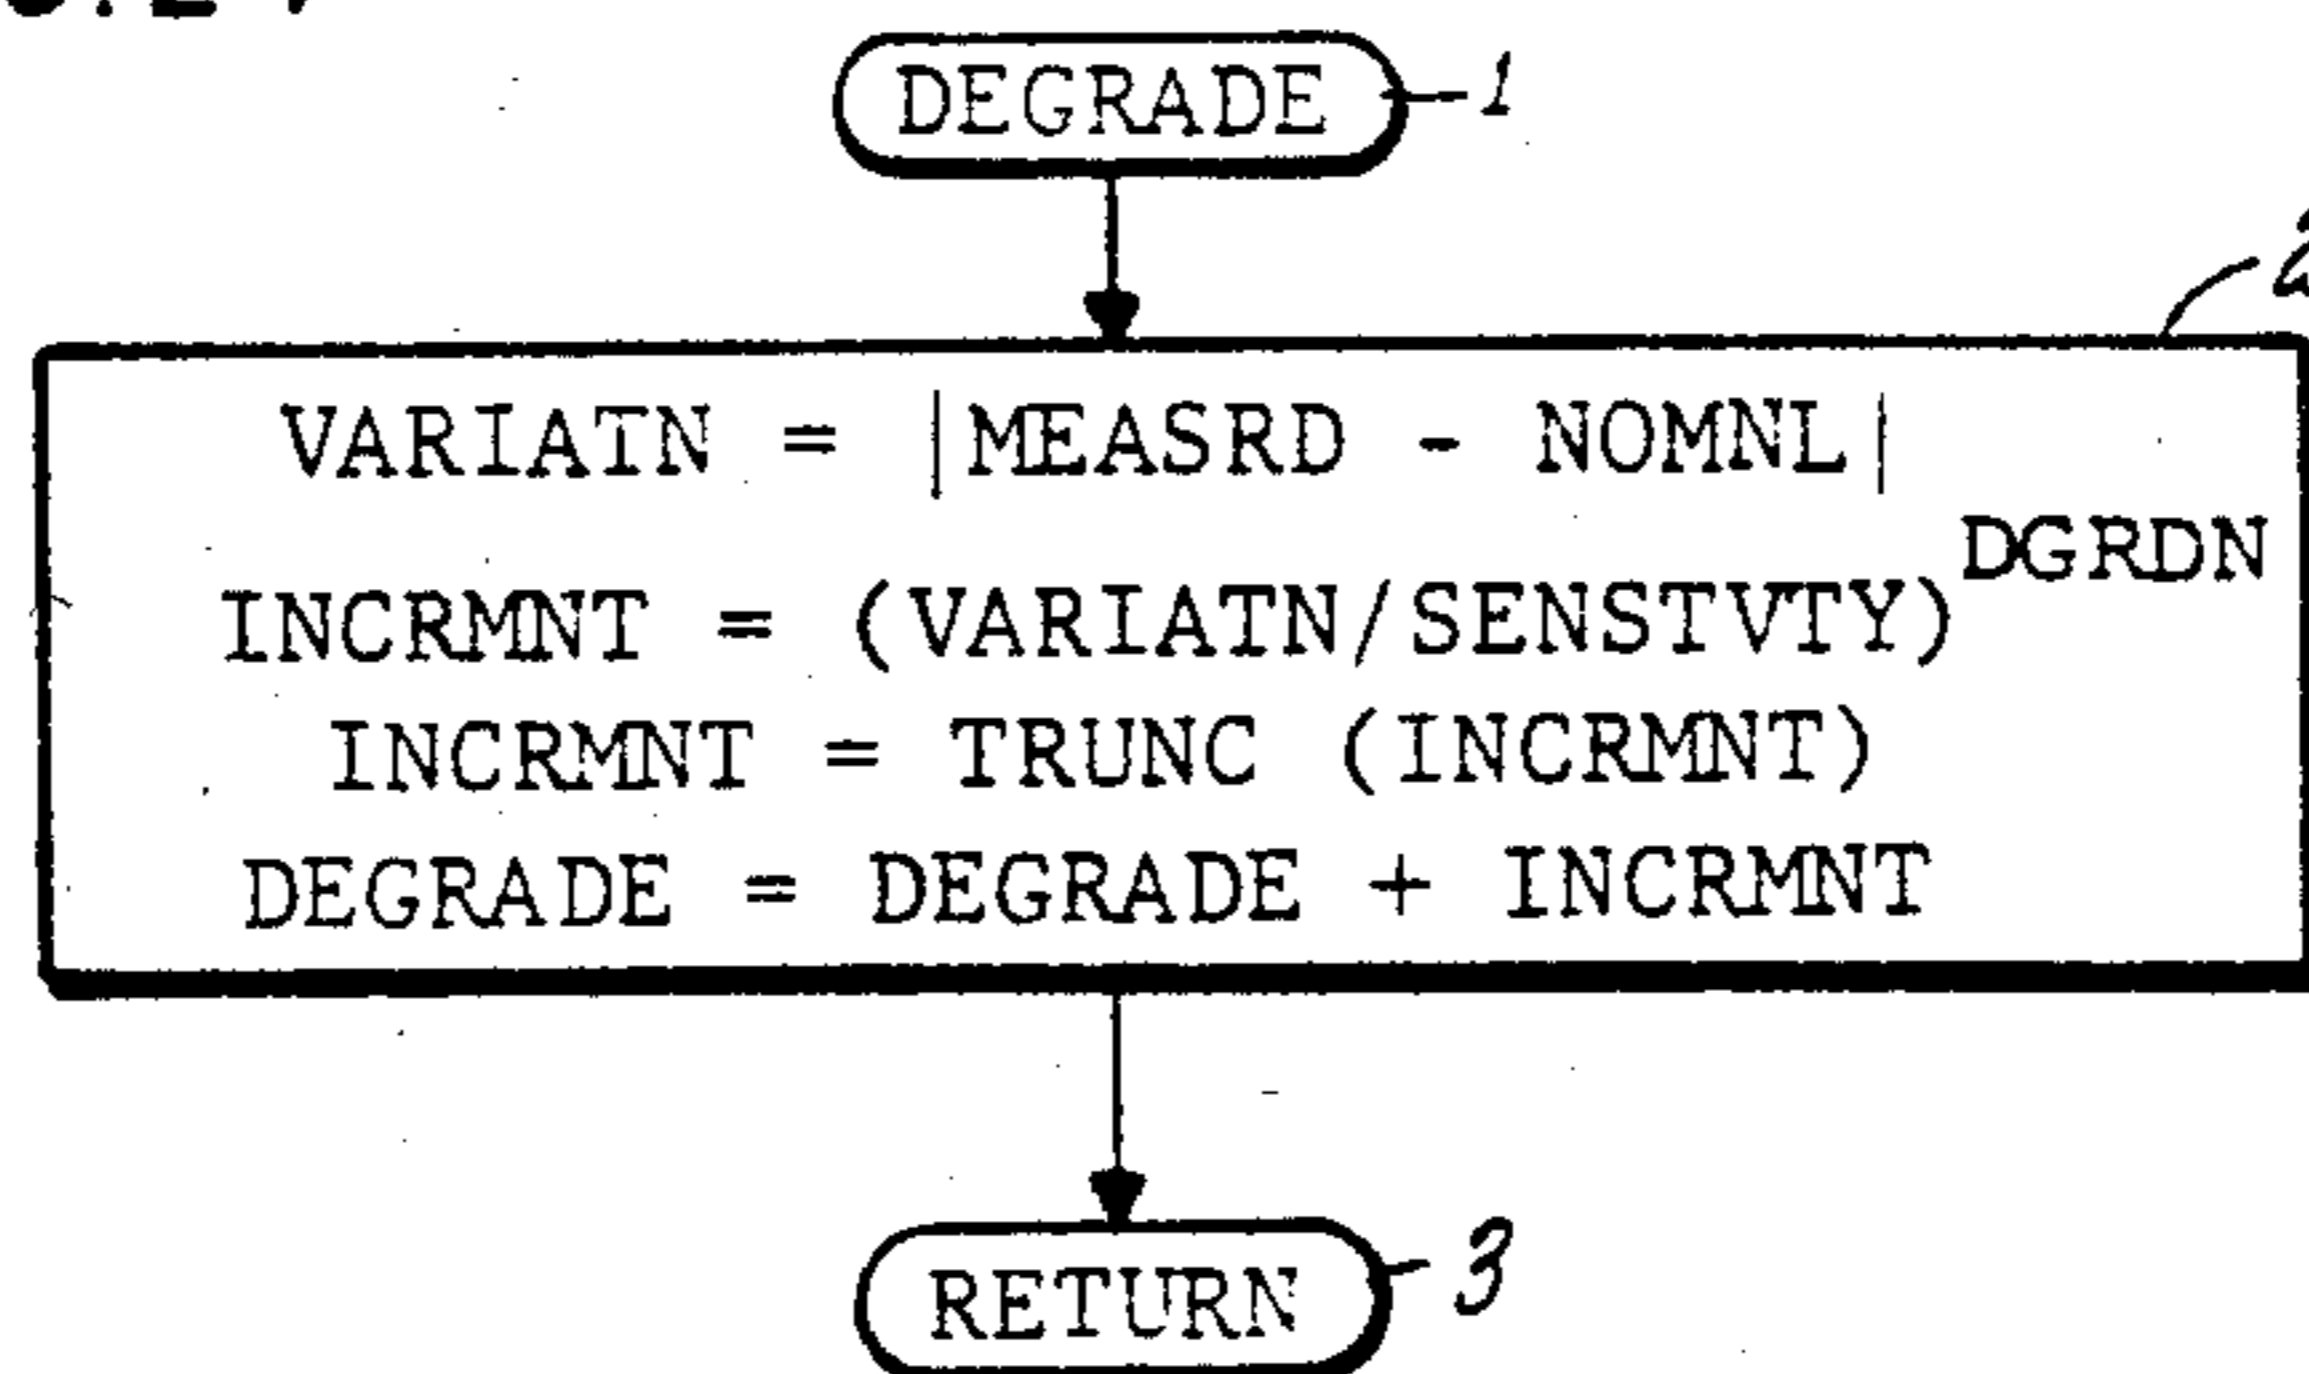 DEGRADE 1
2
VARIATN = |MEASRD - NOMNL|
INCRMNT = (VARIATN/SENSTVTY)^DGRDN
INCRMNT = TRUNC (INCRMNT)
DEGRADE = DEGRADE + INCRMNT
RETURN 3